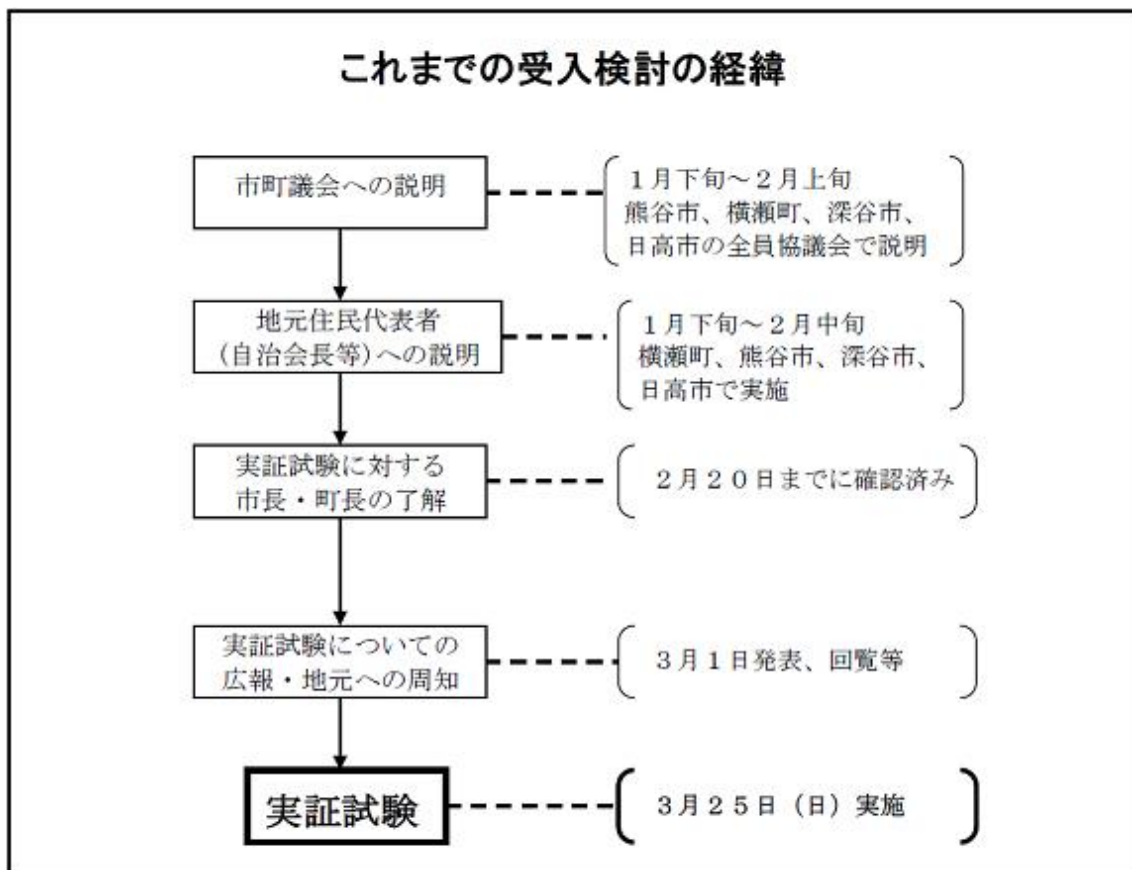 これまでの受入検討の経緯
市町議会への説明
1月下旬～2月上旬
熊谷市、横瀬町、深谷市、
日高市の全員協議会で説明
地元住民代表者
(自治会長等)への説明
1月下旬～2月中旬
横瀬町、熊谷市、深谷市、
日高市で実施
実証試験に対する
市長・町長の了解
2月20日までに確認済み
実証試験についての
広報・地元への周知
3月1日発表、回覧等
実証試験
3月25日（日）実施